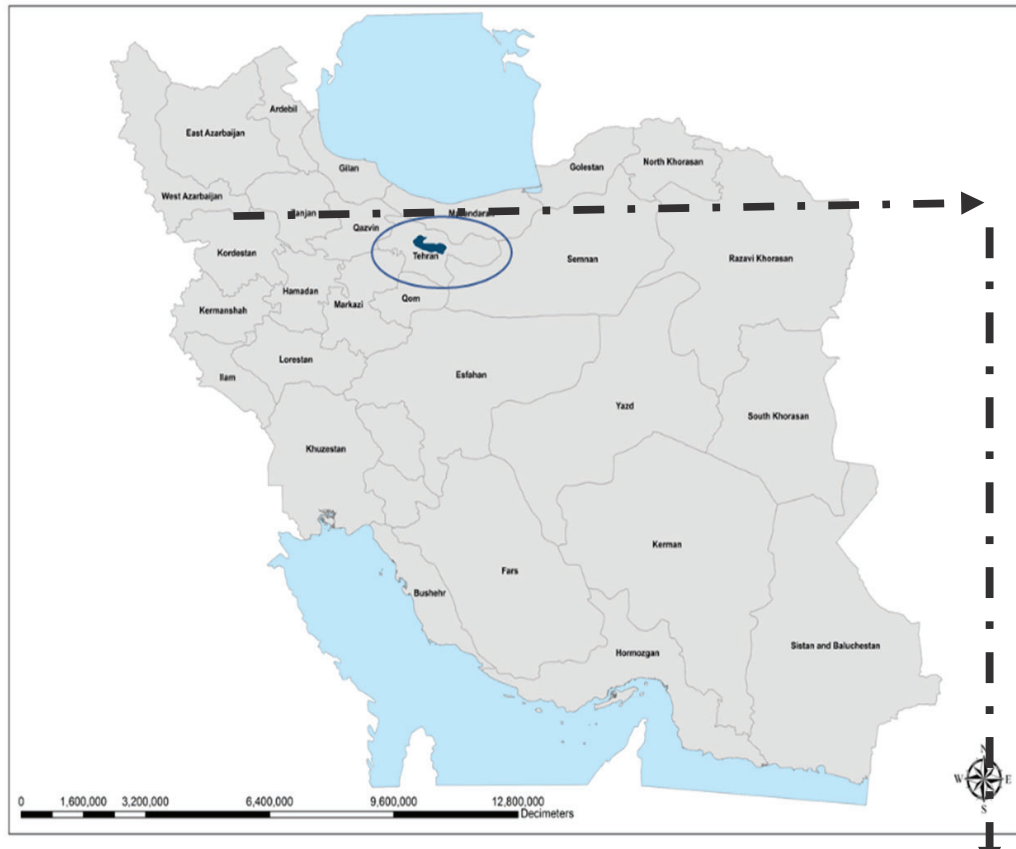 Ardebil
East Azarbaijan
North Khorasan
Golestan
Gilan
West Azarbaijan
Zanjan
Mazandaran
Qazvin
Kordestan
Tehran
Semnan
Razavi Khorasan
Hamadan
Qom
Markazi
Kermanshah
Lorestan
Ilam
Esfahan
Yazd
South Khorasan
Khuzestan
Kerman
Fars
Bushehr
Sistan and Baluchestan
Hormozgan
N
W E
S
0 1,600,000 3,200,000 6,400,000 9,600,000 12,800,000
Decimeters